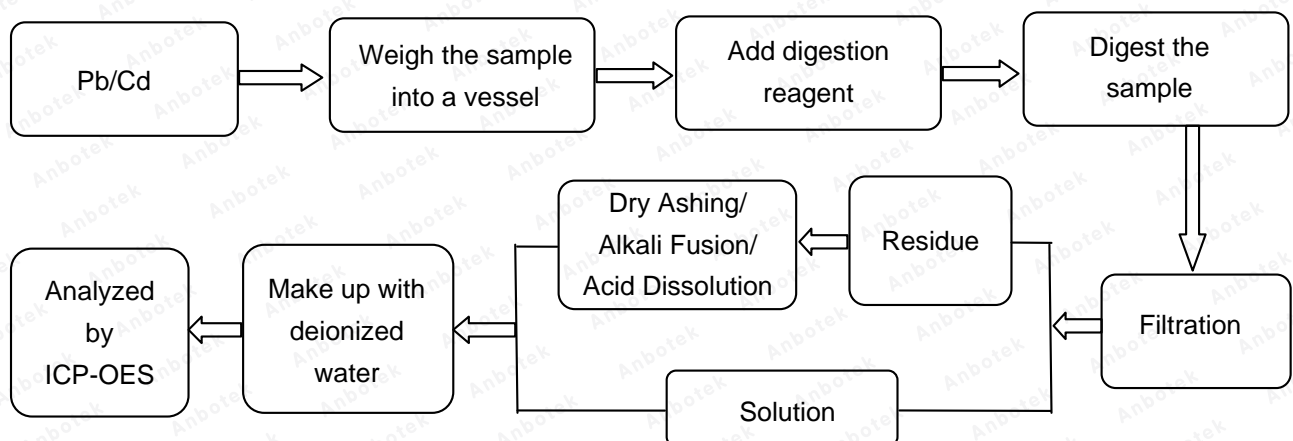 Pb/Cd
Weigh the sample
into a vessel
Add digestion
reagent
Digest the
sample
Filtration
Residue
Dry Ashing/
Alkali Fusion/
Acid Dissolution
Solution
Make up with
deionized
water
Analyzed
by
ICP-OES
Anbotek